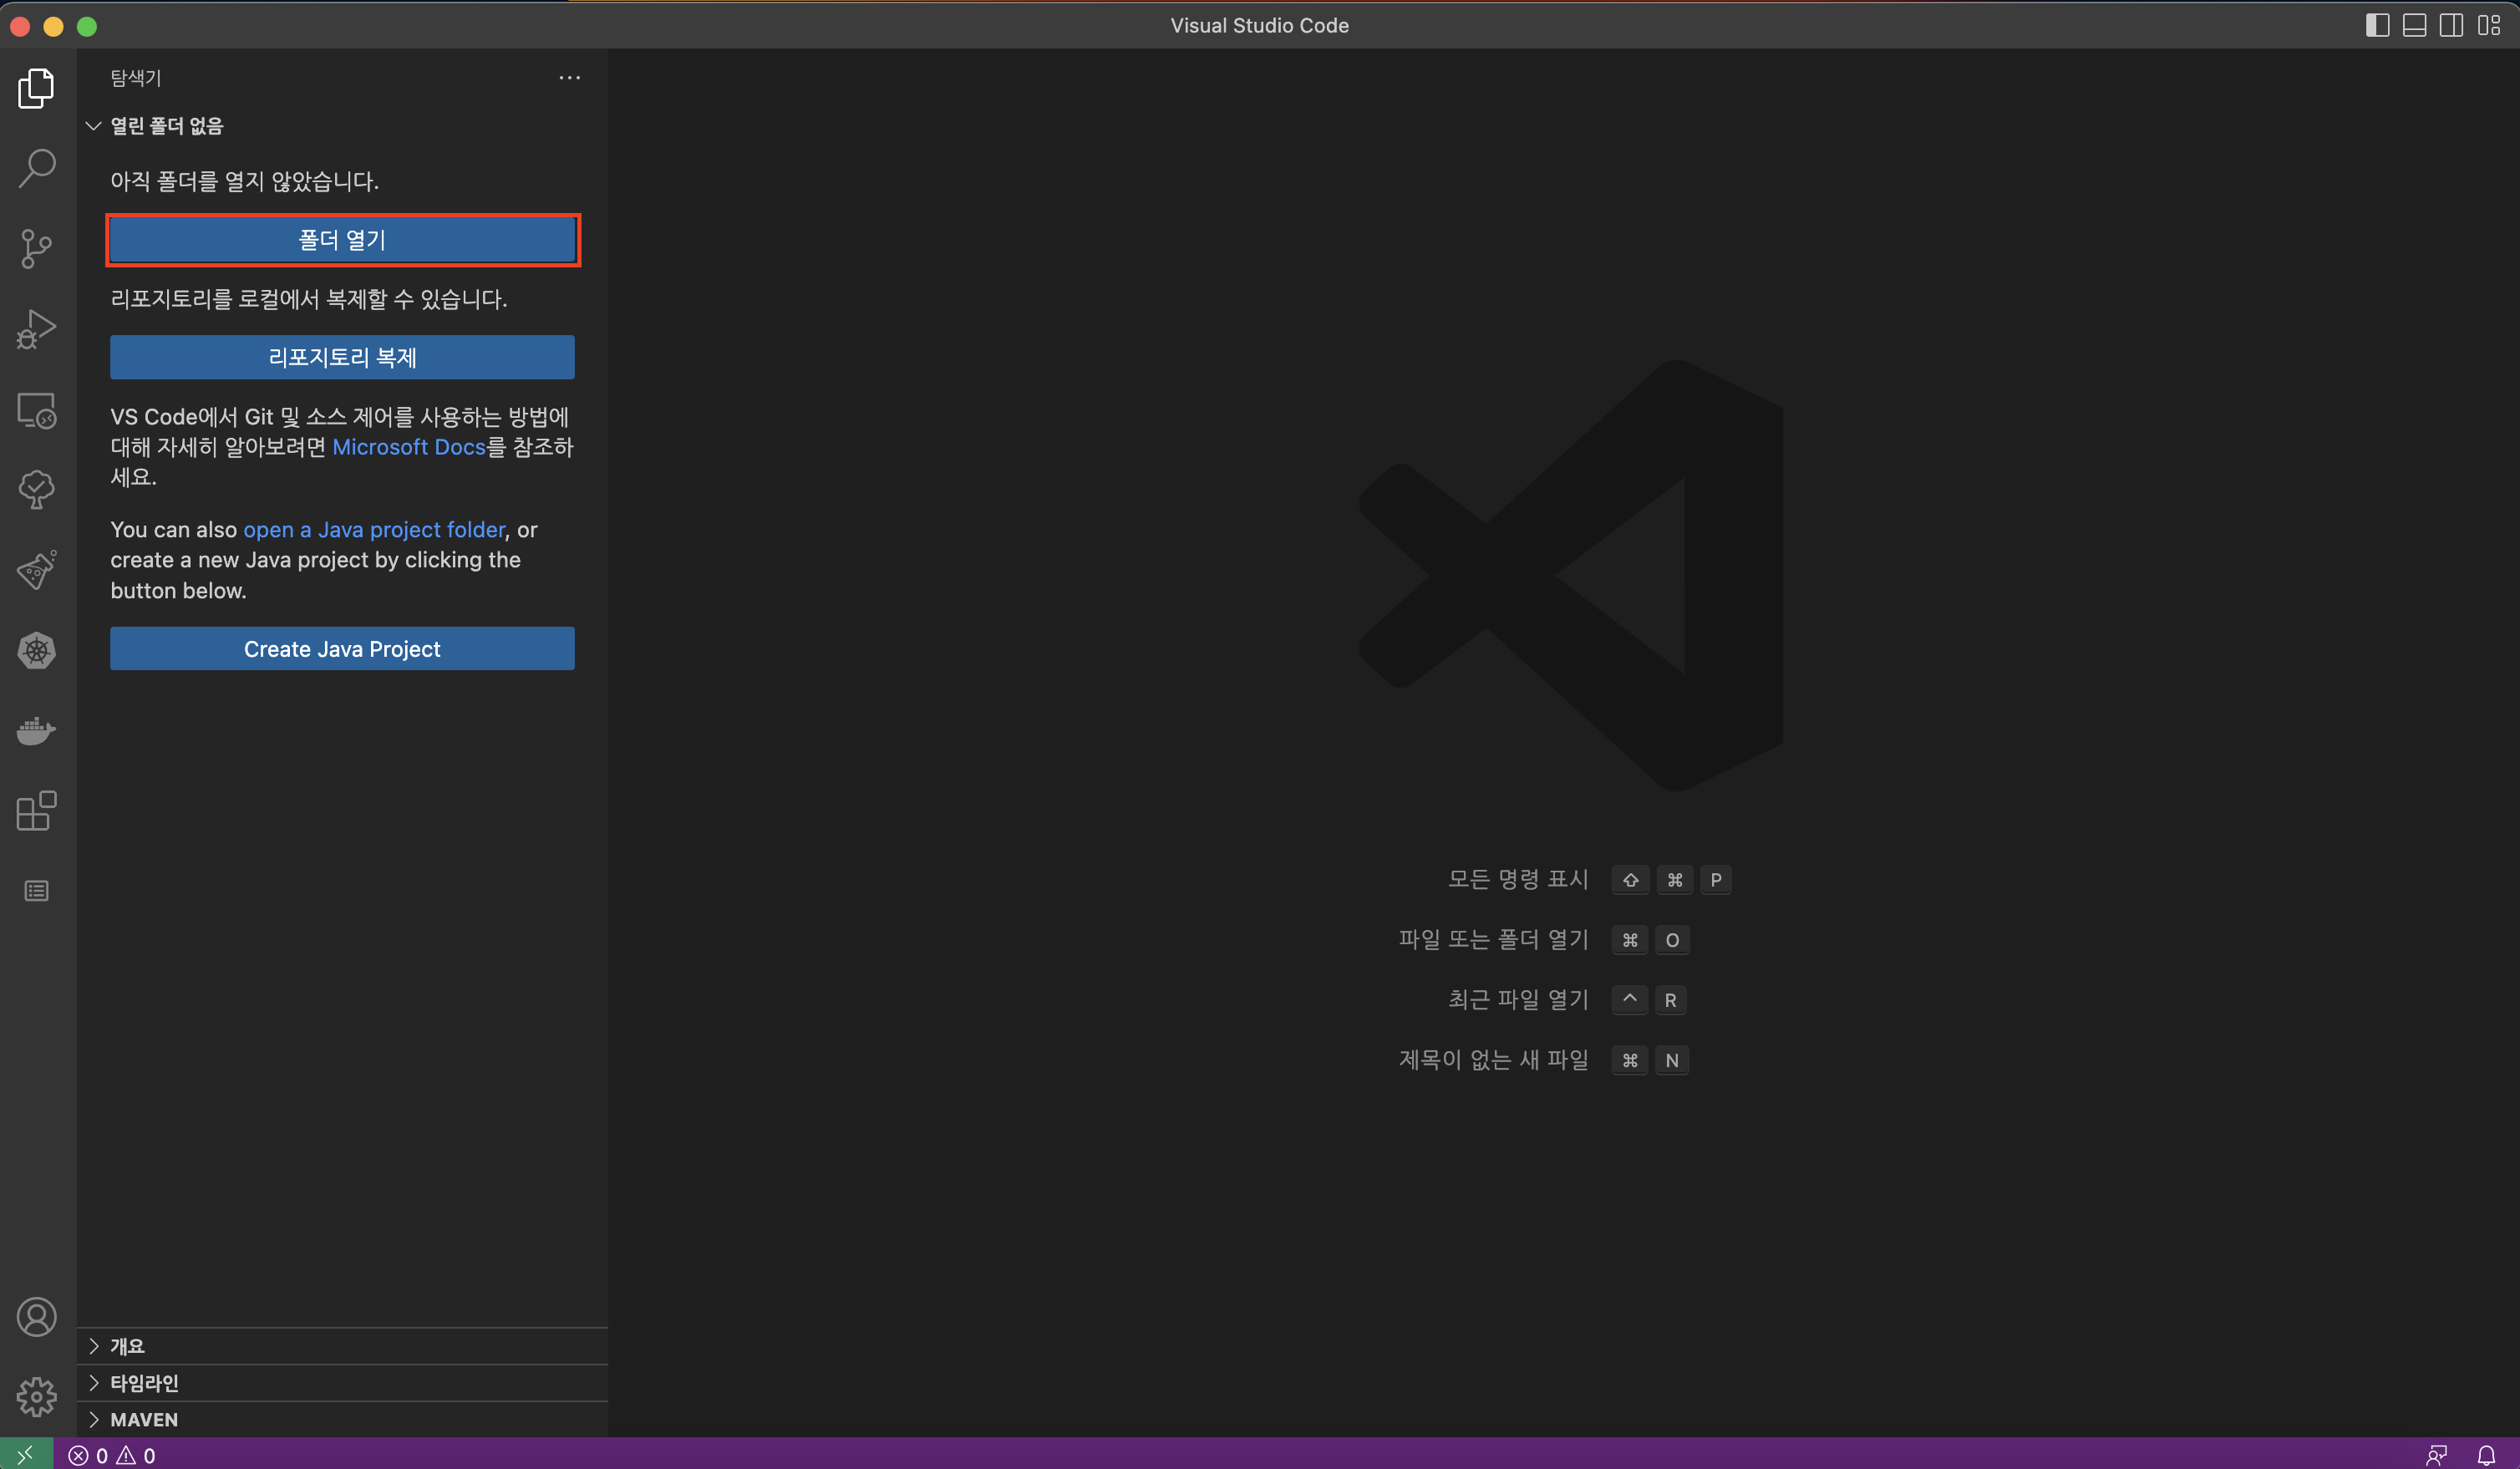 Visual Studio Code
탐색기
열린 폴더 없음
아직 폴더를 열지 않았습니다.
폴더 열기
리포지토리를 로컬에서 복제할 수 있습니다.
리포지토리 복제
VS Code에서 Git 및 소스 제어를 사용하는 방법에
대해 자세히 알아보려면 Microsoft Docs를 참조하
세요.
You can also open a Java project folder, or
create a new Java project by clicking the
button below.
Create Java Project
모든 명령 표시 ⇧ ⌘ P
파일 또는 폴더 열기 ⌘ O
최근 파일 열기 ^ R
제목이 없는 새 파일 ⌘ N
개요
타임라인
MAVEN
0 0